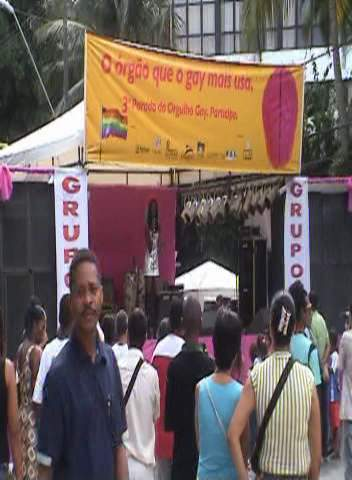 O órgão que o gay mais usa.
3ª Parada do Orgulho Gay. Participe.
GRUPO
GRUPO